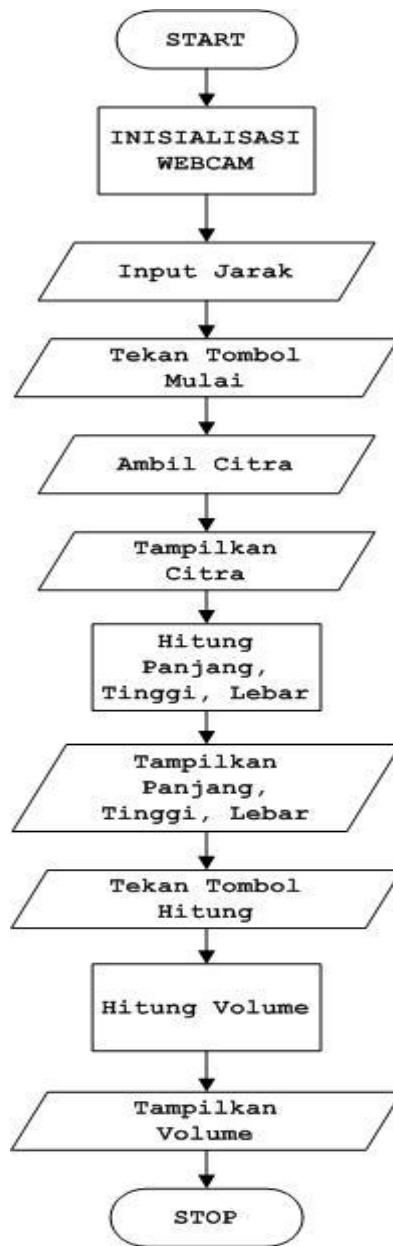 START
INISIALISASI
WEBCAM
Input Jarak
Tekan Tombol
Mulai
Ambil Citra
Tampilkan
Citra
Hitung
Panjang,
Tinggi, Lebar
Tampilkan
Panjang,
Tinggi, Lebar
Tekan Tombol
Hitung
Hitung Volume
Tampilkan
Volume
STOP